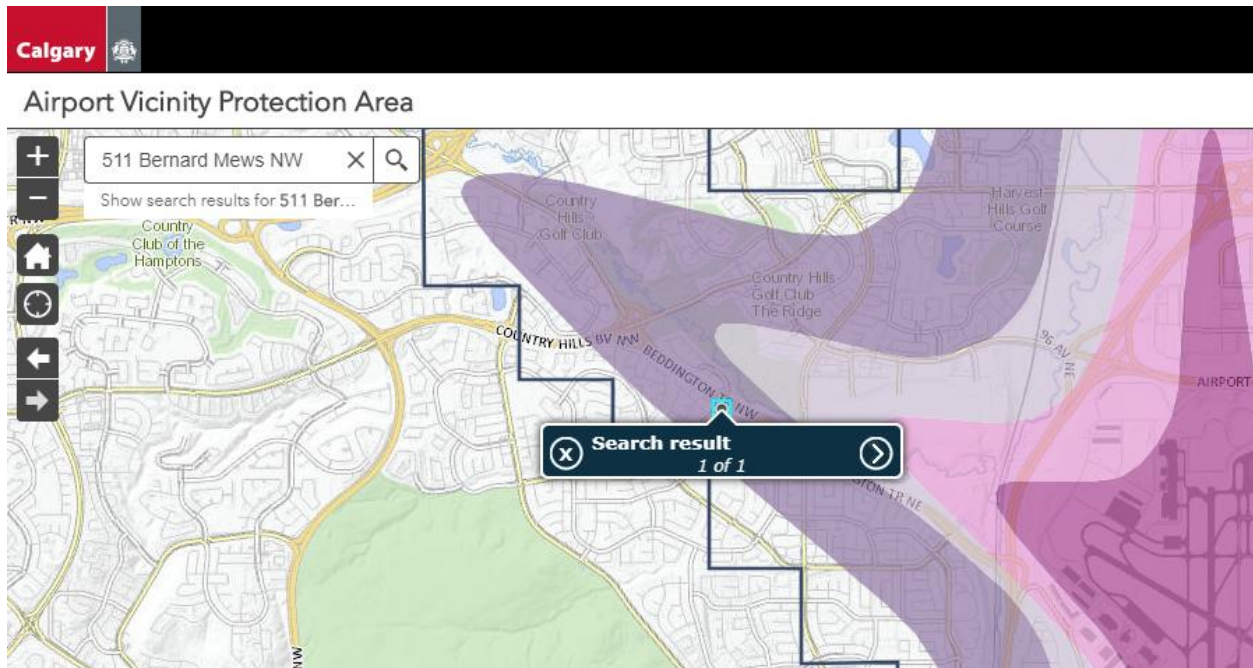 Calgary
Airport Vicinity Protection Area
511 Bernard Mews NW
Show search results for 511 Ber...
Country
Club of the
Hamptons
Country
Hills
Golf Club
Harvest
Hills Golf
Course
Country Hills
Golf Club
The Ridge
COUNTRY HILLS BV NW
BEDDINGTON TR NW
96 AV NE
AIRPORT
Search result
1 of 1
TR NE
NW